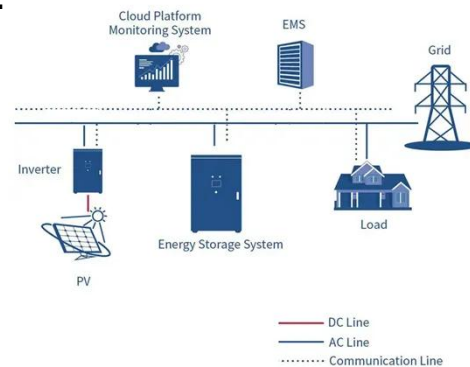 Cloud Platform
Monitoring System
EMS
Grid
Inverter
Energy Storage System
Load
PV
DC Line
AC Line
Communication Line